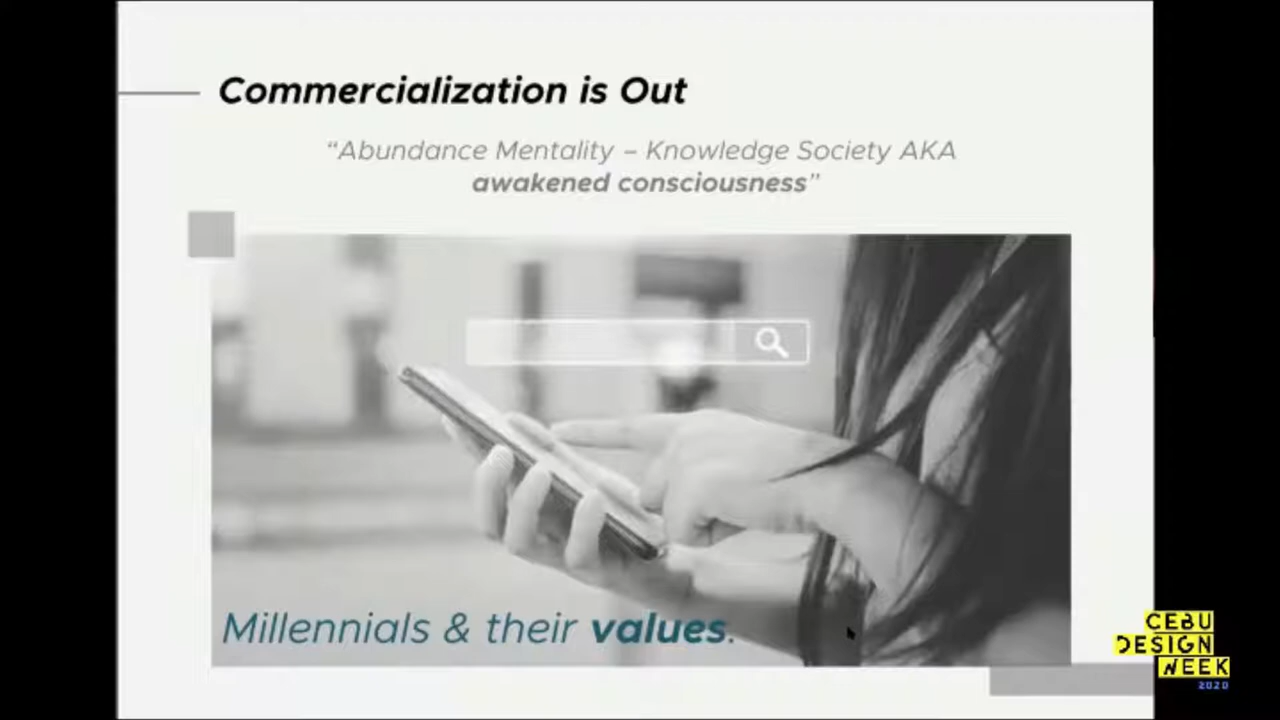 Commercialization is Out
“Abundance Mentality – Knowledge Society AKA
awakened consciousness”
Millennials & their values.
CEBU
DESIGN
WEEK
2020